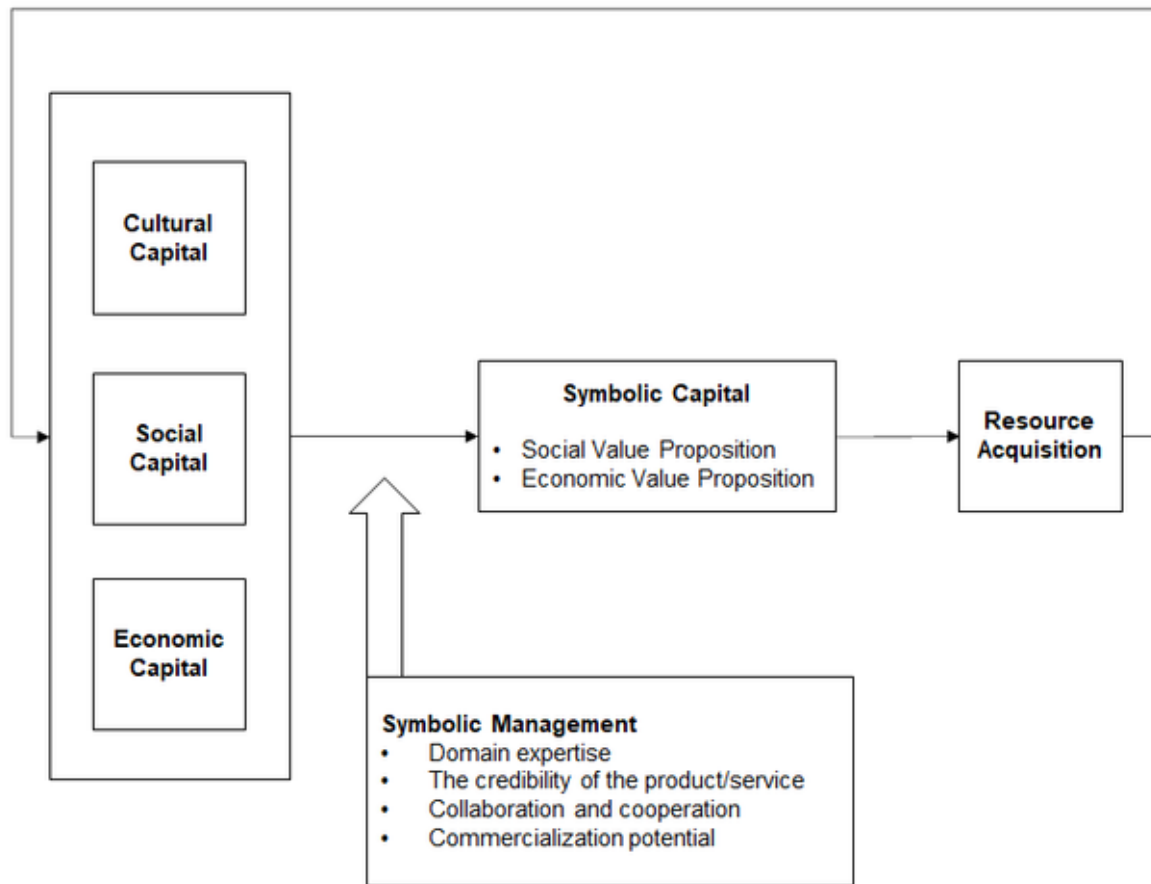 Cultural
Capital
Social
Capital
Economic
Capital
Symbolic Capital
• Social Value Proposition
• Economic Value Proposition
Resource
Acquisition
Symbolic Management
• Domain expertise
• The credibility of the product/service
• Collaboration and cooperation
• Commercialization potential